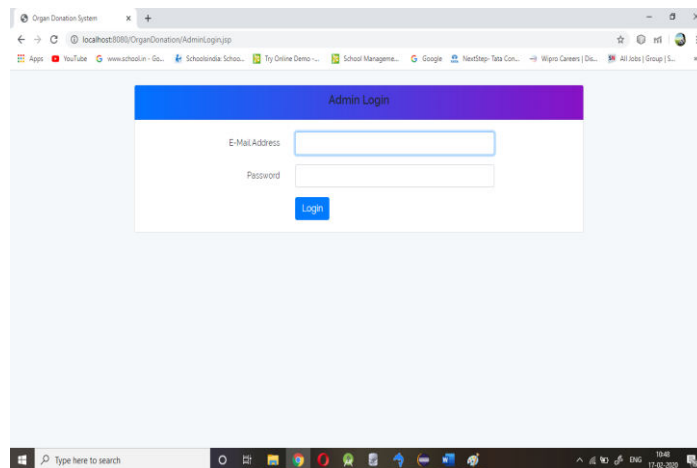 Organ Donation System
localhost:8080/OrganDonation/AdminLogin.jsp
Apps YouTube www.school.in - Go... Schoolsindia: Schoo... Try Online Demo -... School Manageme... Google NextStep- Tata Con... Wipro Careers | Dis... All Jobs | Group | S...
Admin Login
E-Mail Address
Password
Login
Type here to search
ENG
10:48
17-02-2020